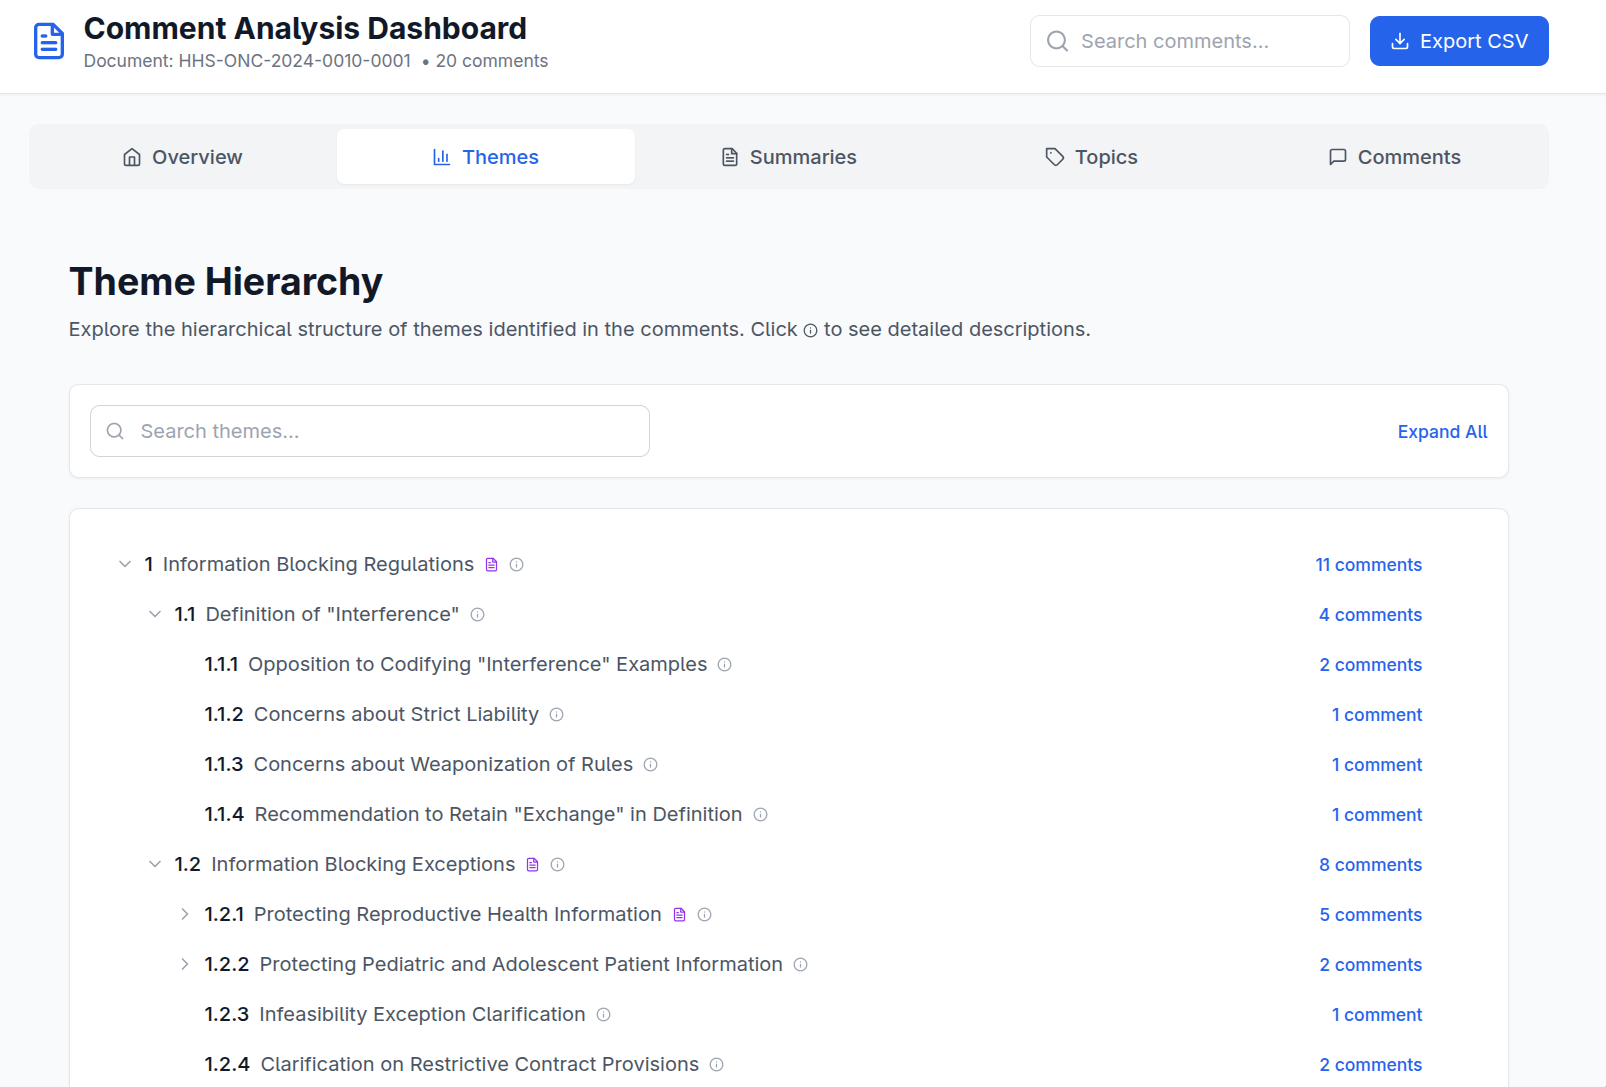 Comment Analysis Dashboard
Document: HHS-ONC-2024-0010-0001 • 20 comments
Search comments...
Export CSV
Overview
Themes
Summaries
Topics
Comments
Theme Hierarchy
Explore the hierarchical structure of themes identified in the comments. Click to see detailed descriptions.
Search themes...
Expand All
1 Information Blocking Regulations 11 comments
1.1 Definition of "Interference" 4 comments
1.1.1 Opposition to Codifying "Interference" Examples 2 comments
1.1.2 Concerns about Strict Liability 1 comment
1.1.3 Concerns about Weaponization of Rules 1 comment
1.1.4 Recommendation to Retain "Exchange" in Definition 1 comment
1.2 Information Blocking Exceptions 8 comments
1.2.1 Protecting Reproductive Health Information 5 comments
1.2.2 Protecting Pediatric and Adolescent Patient Information 2 comments
1.2.3 Infeasibility Exception Clarification 1 comment
1.2.4 Clarification on Restrictive Contract Provisions 2 comments